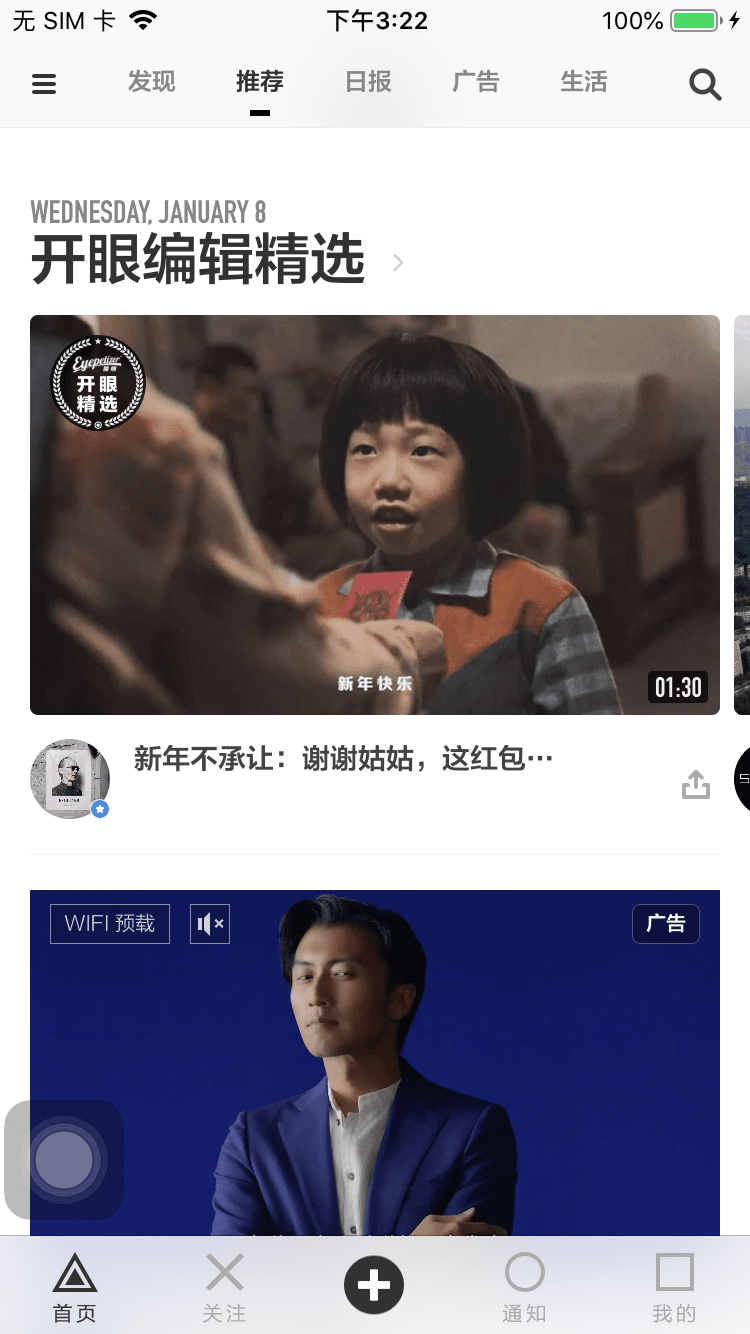 无 SIM 卡
下午3:22
100%
发现
推荐
日报
广告
生活
WEDNESDAY, JANUARY 8
开眼编辑精选
Eyepetizer
开眼
精选
新年快乐
01:30
新年不承让：谢谢姑姑，这红包…
WIFI 预载
广告
首页
关注
通知
我的